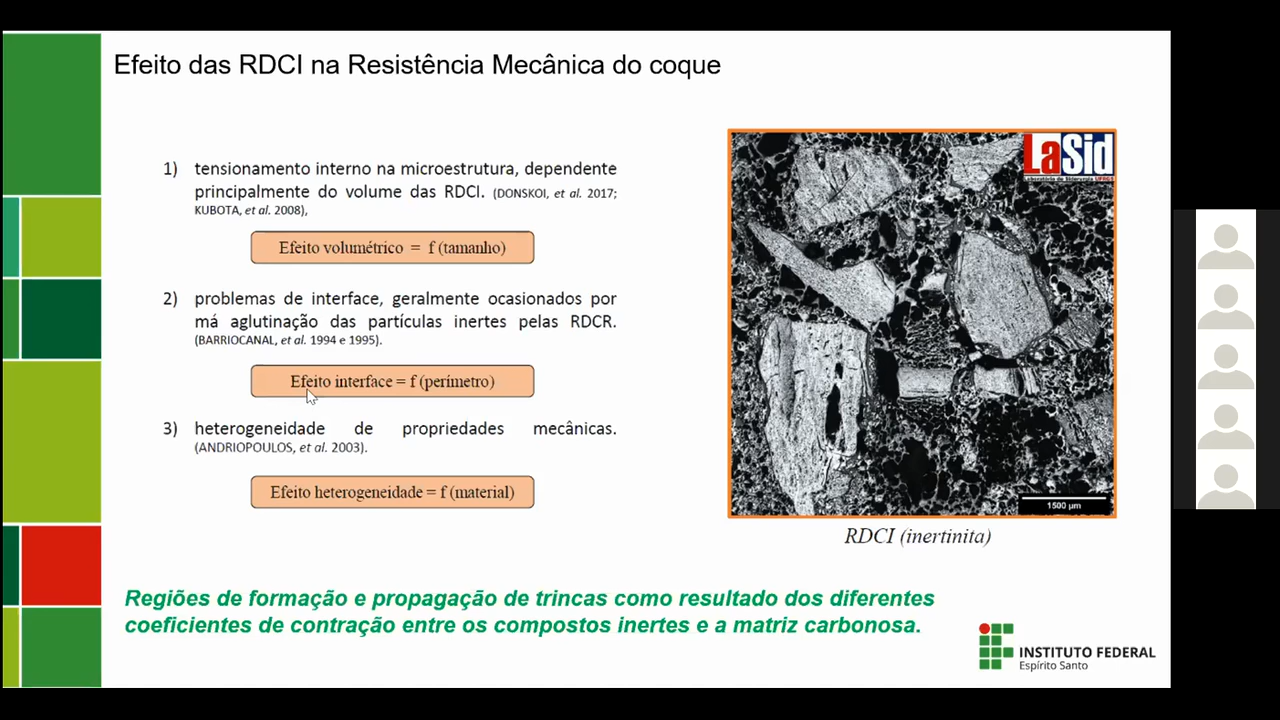 Efeito das RDCI na Resistência Mecânica do coque
1) tensionamento interno na microestrutura, dependente
principalmente do volume das RDCI. (DONSKOI, et al. 2017;
KUBOTA, et al. 2008),
Efeito volumétrico = f (tamanho)
2) problemas de interface, geralmente ocasionados por
má aglutinação das partículas inertes pelas RDCR.
(BARRIOCANAL, et al. 1994 e 1995).
Efeito interface = f (perímetro)
3) heterogeneidade de propriedades mecânicas.
(ANDRIOPOULOS, et al. 2003).
Efeito heterogeneidade = f (material)
LaSid
Laboratório de Siderurgia UFRGS
1500 µm
RDCI (inertinita)
Regiões de formação e propagação de trincas como resultado dos diferentes
coeficientes de contração entre os compostos inertes e a matriz carbonosa.
INSTITUTO FEDERAL
Espírito Santo